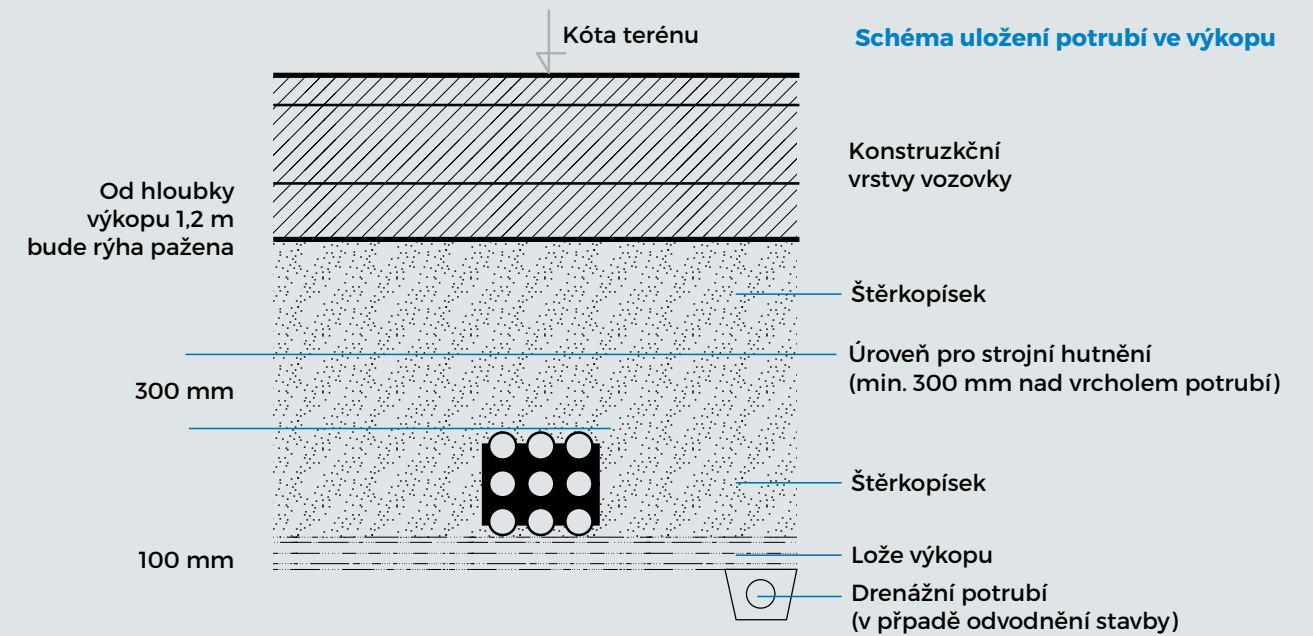 Kóta terénu
Schéma uložení potrubí ve výkopu
Konstruzkční
vrstvy vozovky
Od hloubky
výkopu 1,2 m
bude rýha pažena
Štěrkopísek
Úroveň pro strojní hutnění
(min. 300 mm nad vrcholem potrubí)
300 mm
Štěrkopísek
100 mm
Lože výkopu
Drenážní potrubí
(v přpadě odvodnění stavby)